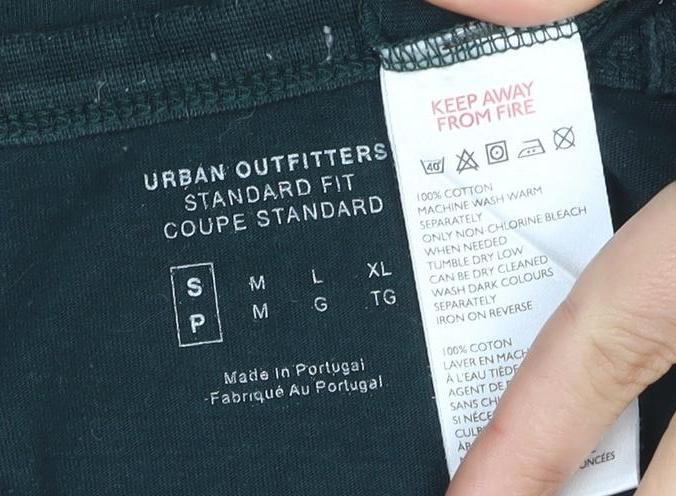 URBAN OUTFITTERS
STANDARD FIT
COUPE STANDARD
S M L XL
P M G TG
Made In Portugal
Fabriqué Au Portugal
KEEP AWAY
FROM FIRE
40
100% COTTON
MACHINE WASH WARM
SEPARATELY
ONLY NON-CHLORINE BLEACH
WHEN NEEDED
TUMBLE DRY LOW
CAN BE DRY CLEANED
WASH DARK COLOURS
SEPARATELY
IRON ON REVERSE
100% COTON
LAVER EN
À L'EAU TIÈDE
AGENT DE
SANS
SI